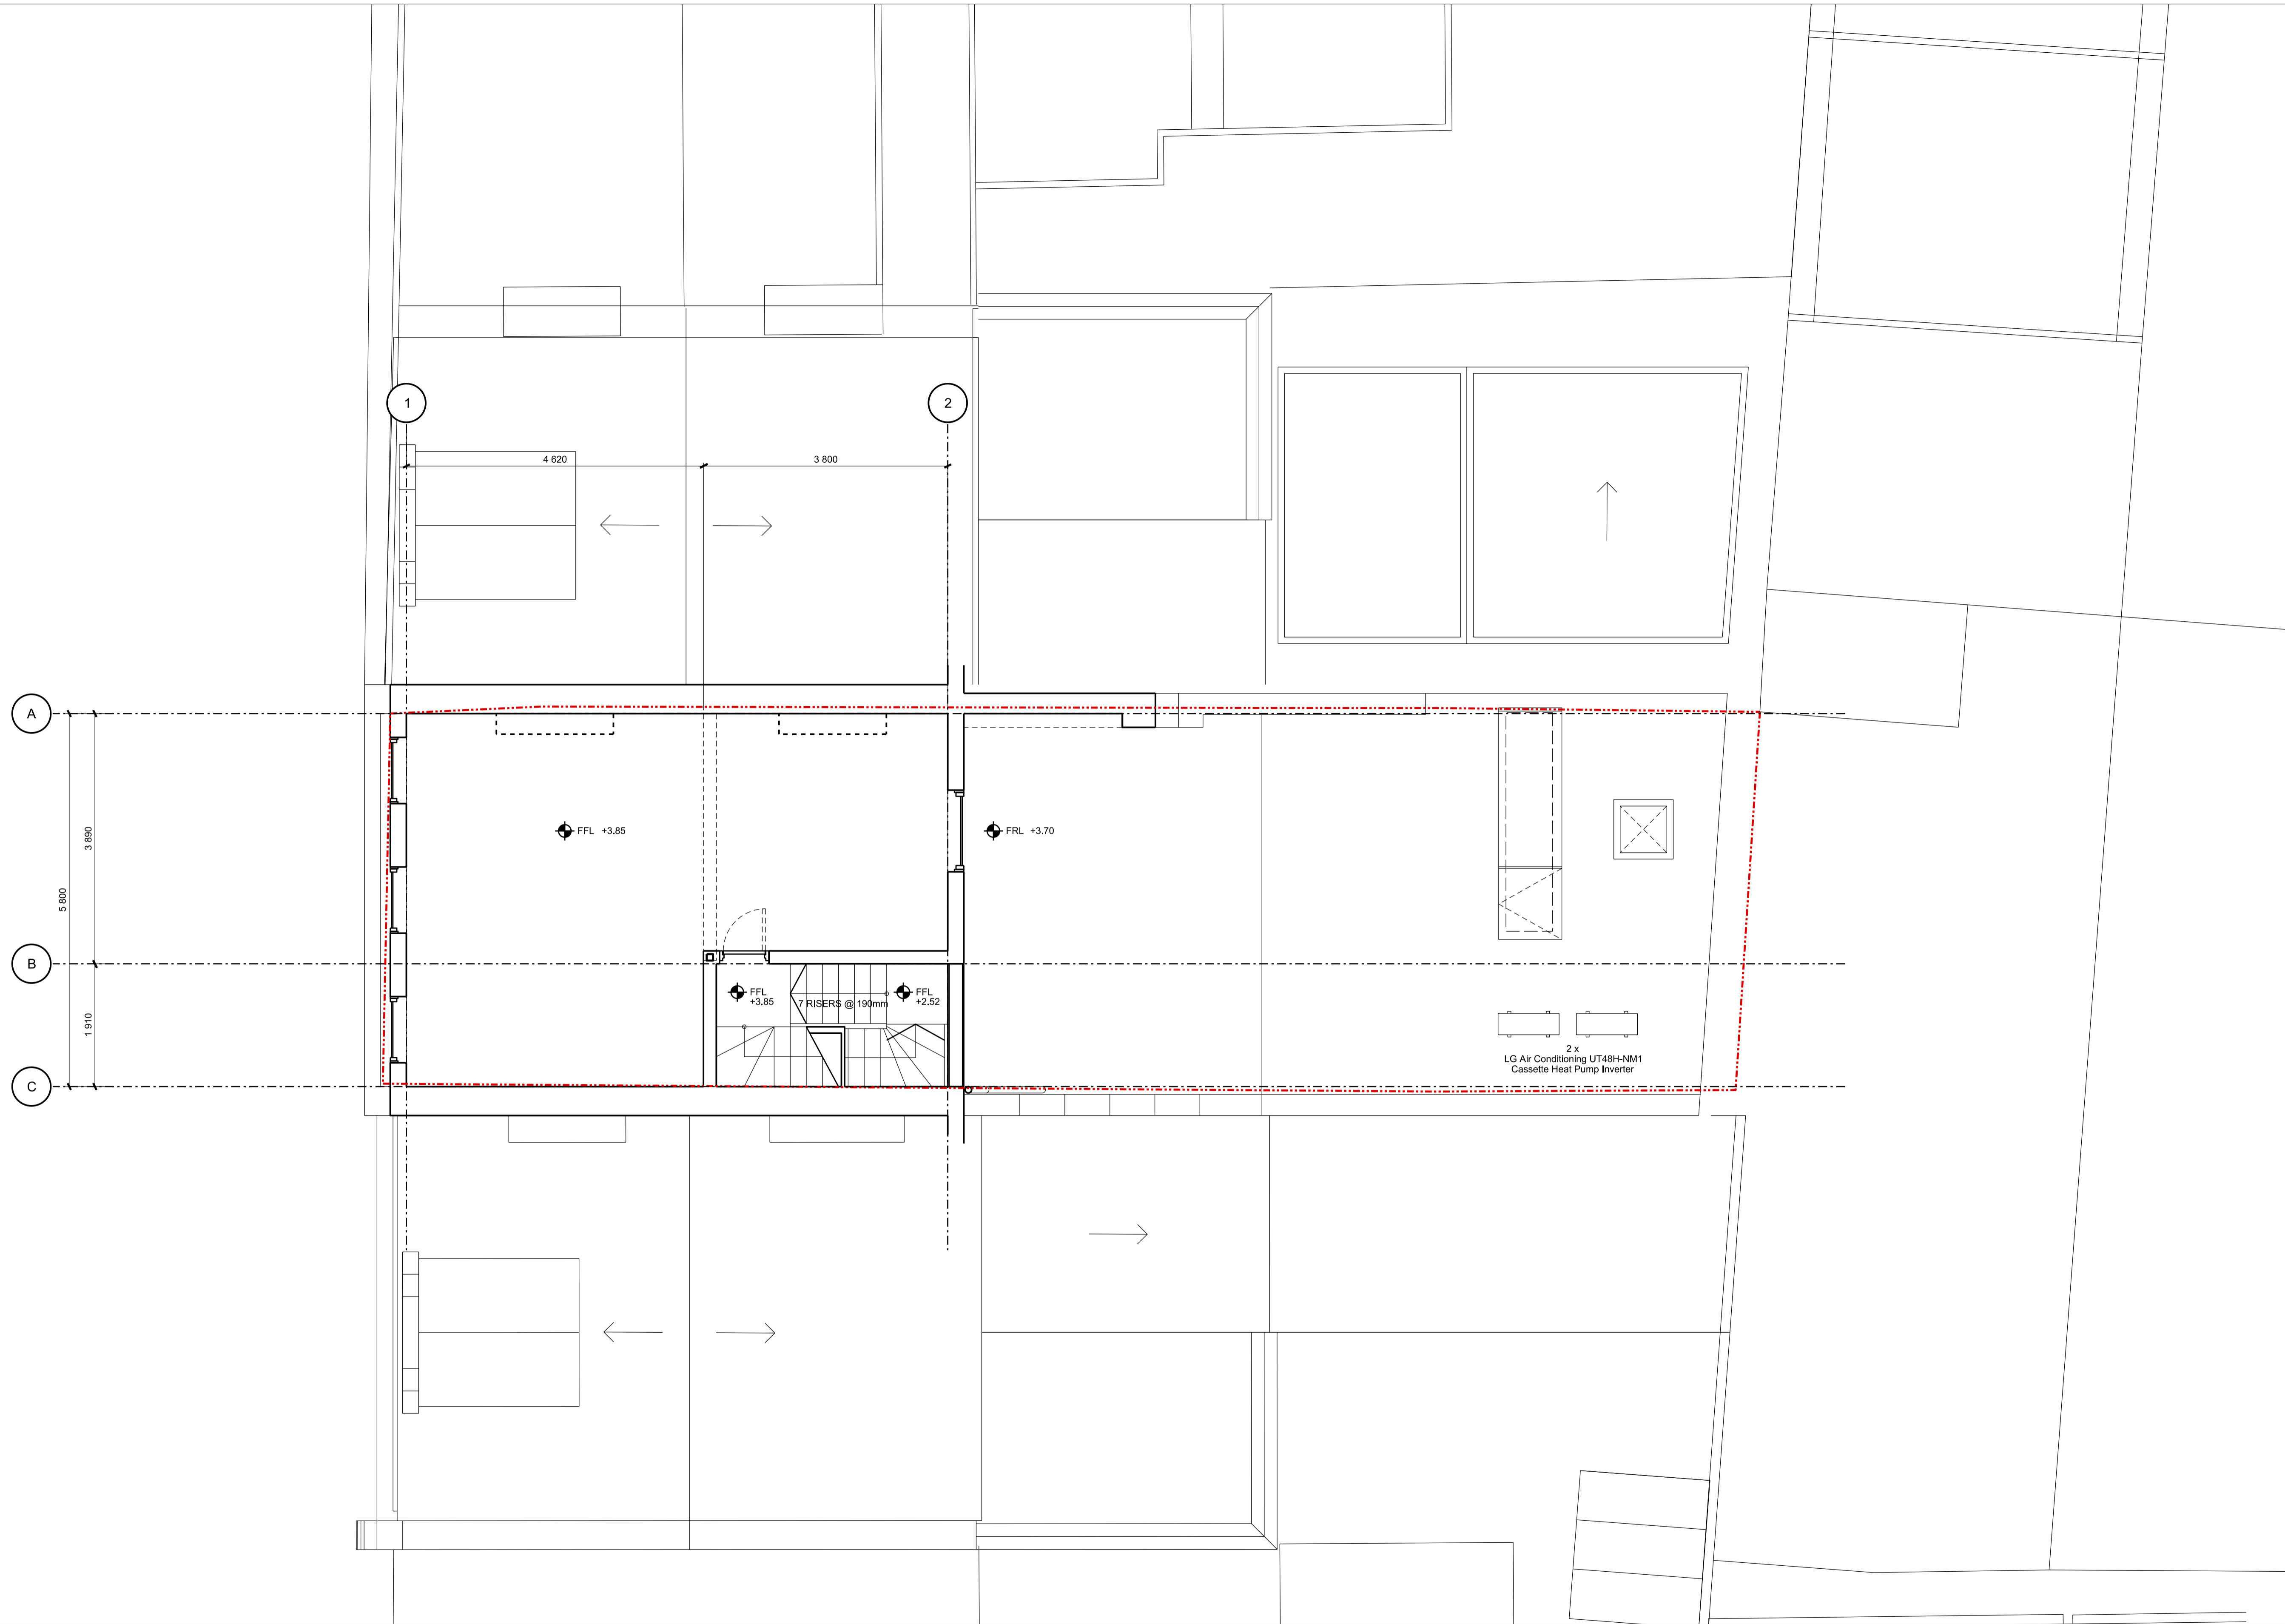 1
2
4 620
3 800
A
3 890
FFL +3.85
FRL +3.70
5 800
B
FFL
+3.85
7 RISERS @ 190mm
FFL
+2.52
1 910
2 x
LG Air Conditioning UT48H-NM1
Cassette Heat Pump Inverter
C